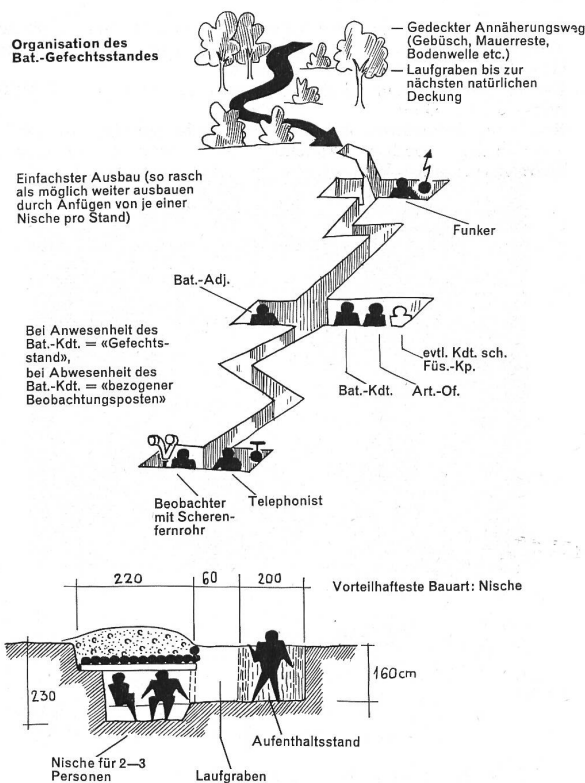 Organisation des
Bat.-Gefechtsstandes
— Gedeckter Annäherungsweg
(Gebüsch, Mauerreste,
Bodenwelle etc.)
— Laufgraben bis zur
nächsten natürlichen
Deckung
Einfachster Ausbau (so rasch
als möglich weiter ausbauen
durch Anfügen von je einer
Nische pro Stand)
Funker
Bat.-Adj.
Bei Anwesenheit des
Bat.-Kdt. = «Gefechts-
stand»,
bei Abwesenheit des
Bat.-Kdt. = «bezogener
Beobachtungsposten»
evtl. Kdt. sch.
Füs.-Kp.
Bat.-Kdt.
Art.-Of.
Beobachter
mit Scheren-
fernrohr
Telephonist
220
60
200
Vorteilhafteste Bauart: Nische
230
160 cm
Aufenthaltsstand
Nische für 2—3
Personen
Laufgraben